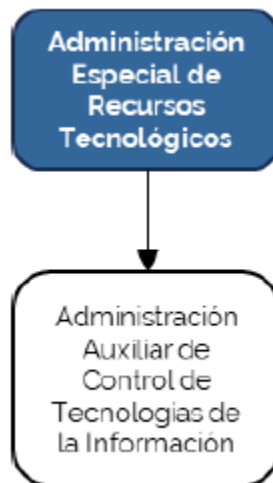 Administración
Especial de
Recursos
Tecnológicos
Administración
Auxiliar de
Control de
Tecnologías de
la Información